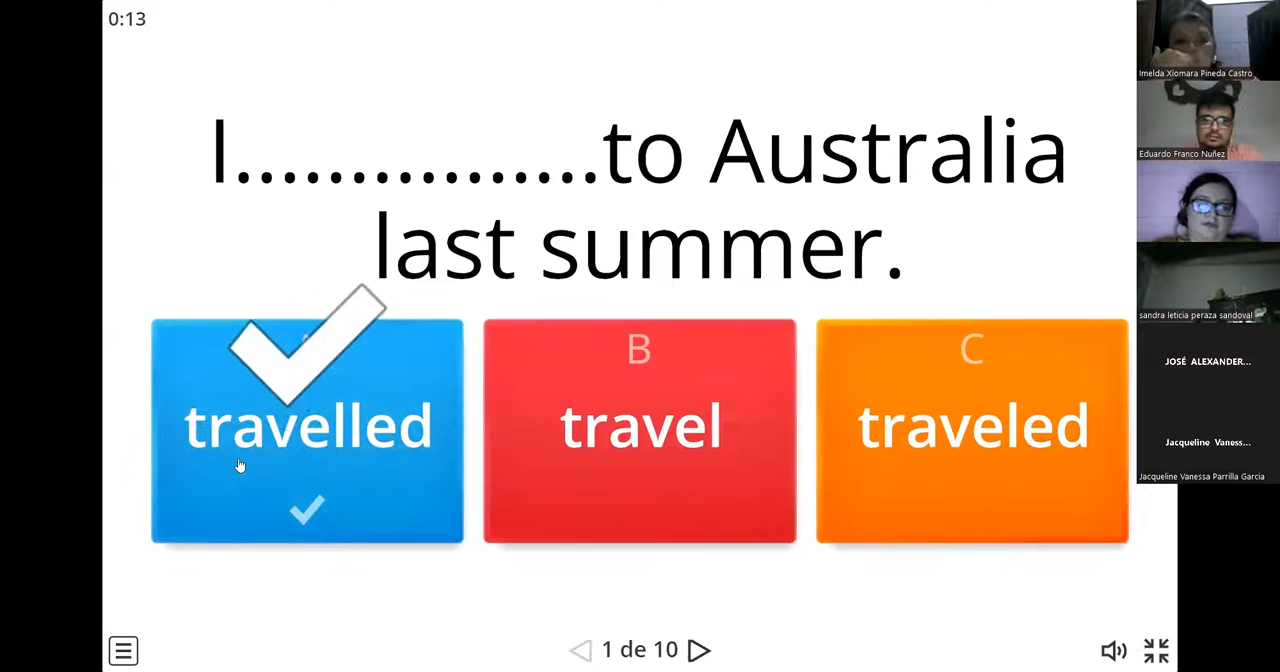 0:13
I................to Australia
last summer.
travelled
B
travel
C
traveled
1 de 10
Imelda Xiomara Pineda Castro
Eduardo Franco Nuñez
sandra leticia peraza sandoval
JOSÉ ALEXANDER...
Jacqueline Vaness...
Jacqueline Vanessa Parrilla Garcia